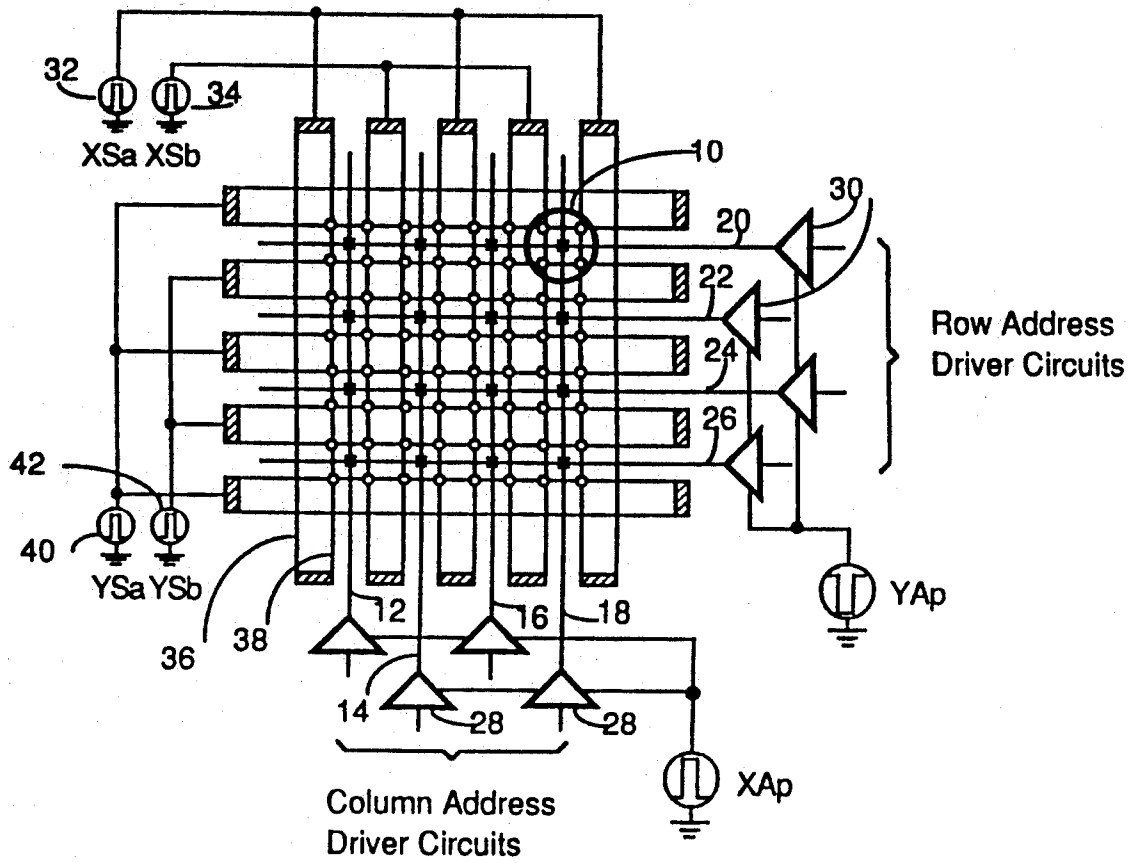 32
34
XSa XSb
10
30
20
22
24
26
Row Address
Driver Circuits
42
40
YSa YSb
36
38
12
16
18
14
28
28
YAp
XAp
Column Address
Driver Circuits